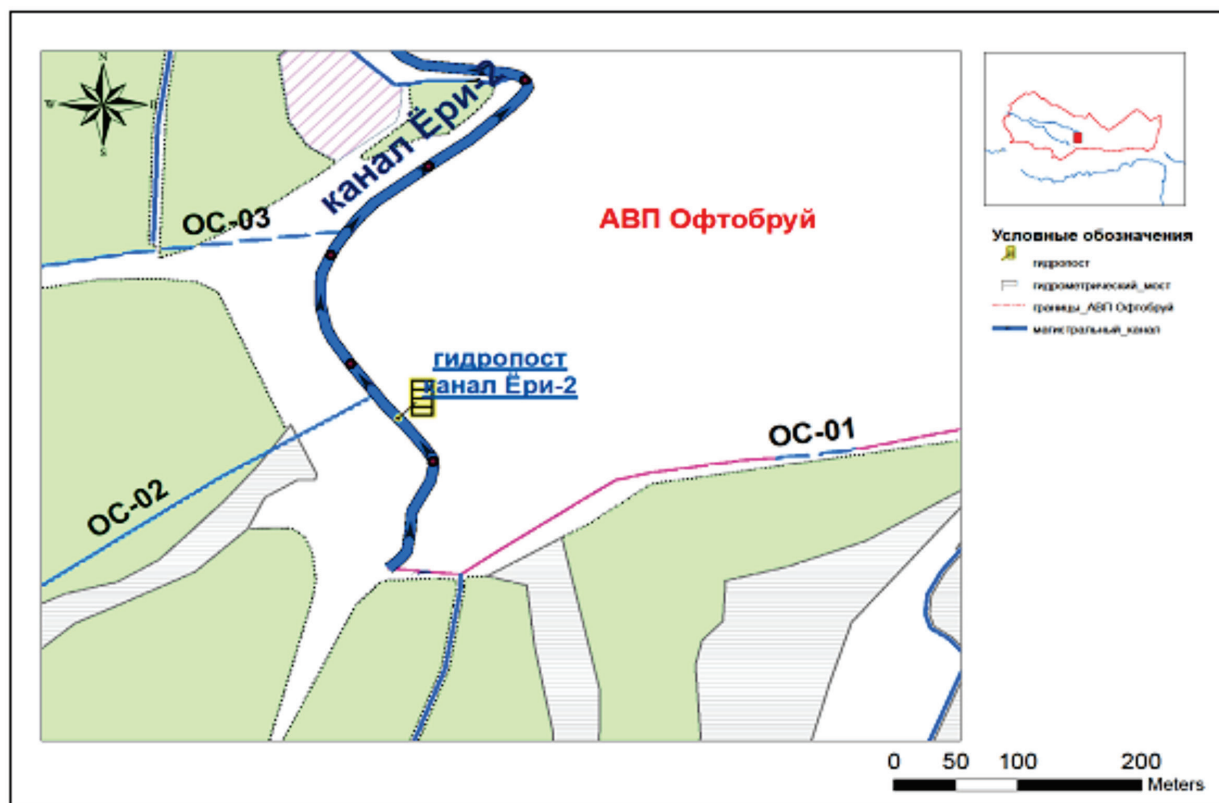 N
W
E
S
канал Ёри-2
ОС-03
АВП Офтобруй
гидропост
канал Ёри-2
ОС-01
ОС-02
Условные обозначения
гидропост
гидрометрический_мост
границы_АВП Офтобруй
магистральный_канал
0 50 100 200
Meters